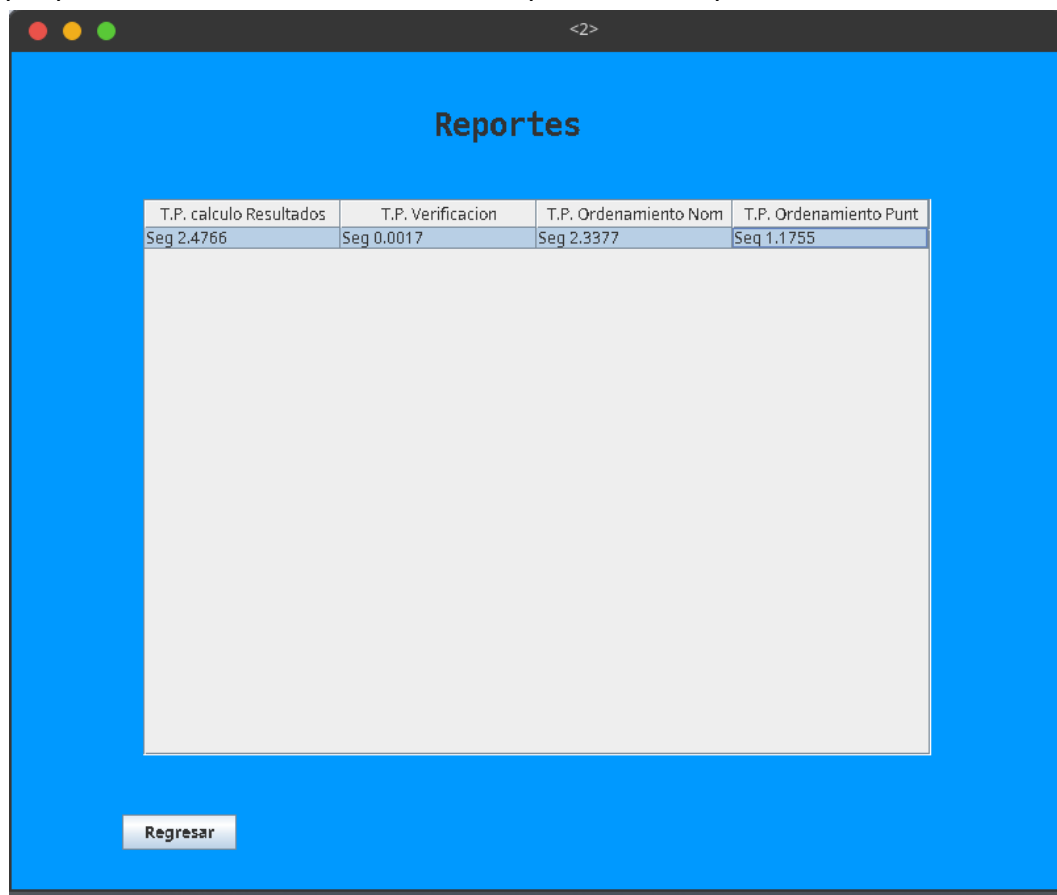 <2>
Reportes
T.P. calculo Resultados T.P. Verificacion T.P. Ordenamiento Nom T.P. Ordenamiento Punt
Seg 2.4766 Seg 0.0017 Seg 2.3377 Seg 1.1755
Regresar